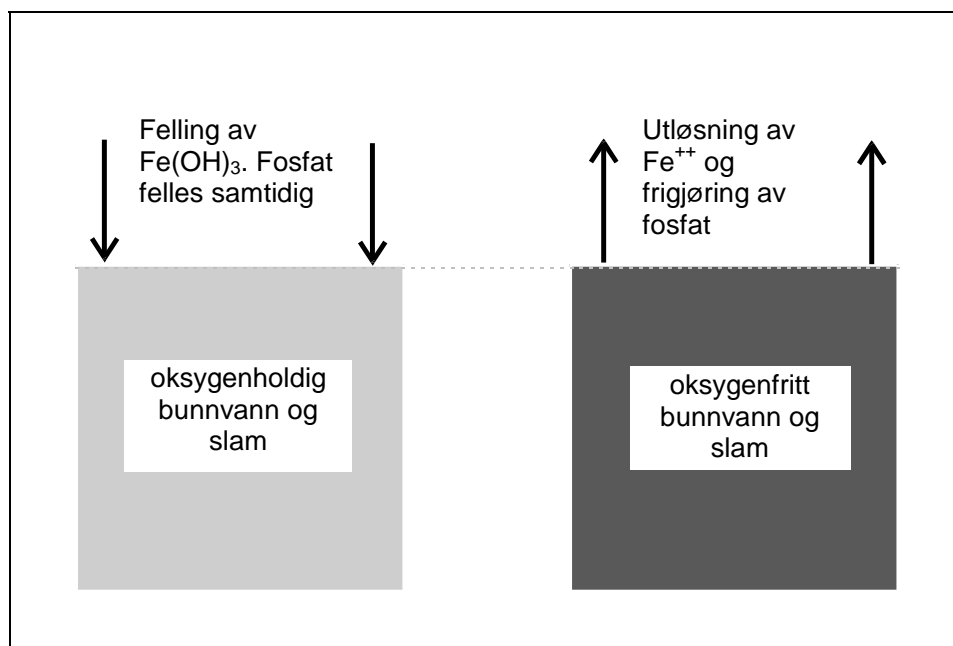 Felling av
Fe(OH)₃. Fosfat
felles samtidig
Utløsning av
Fe⁺⁺ og
frigjøring av
fosfat
oksygenholdig
bunnvann og
slam
oksygenfritt
bunnvann og
slam